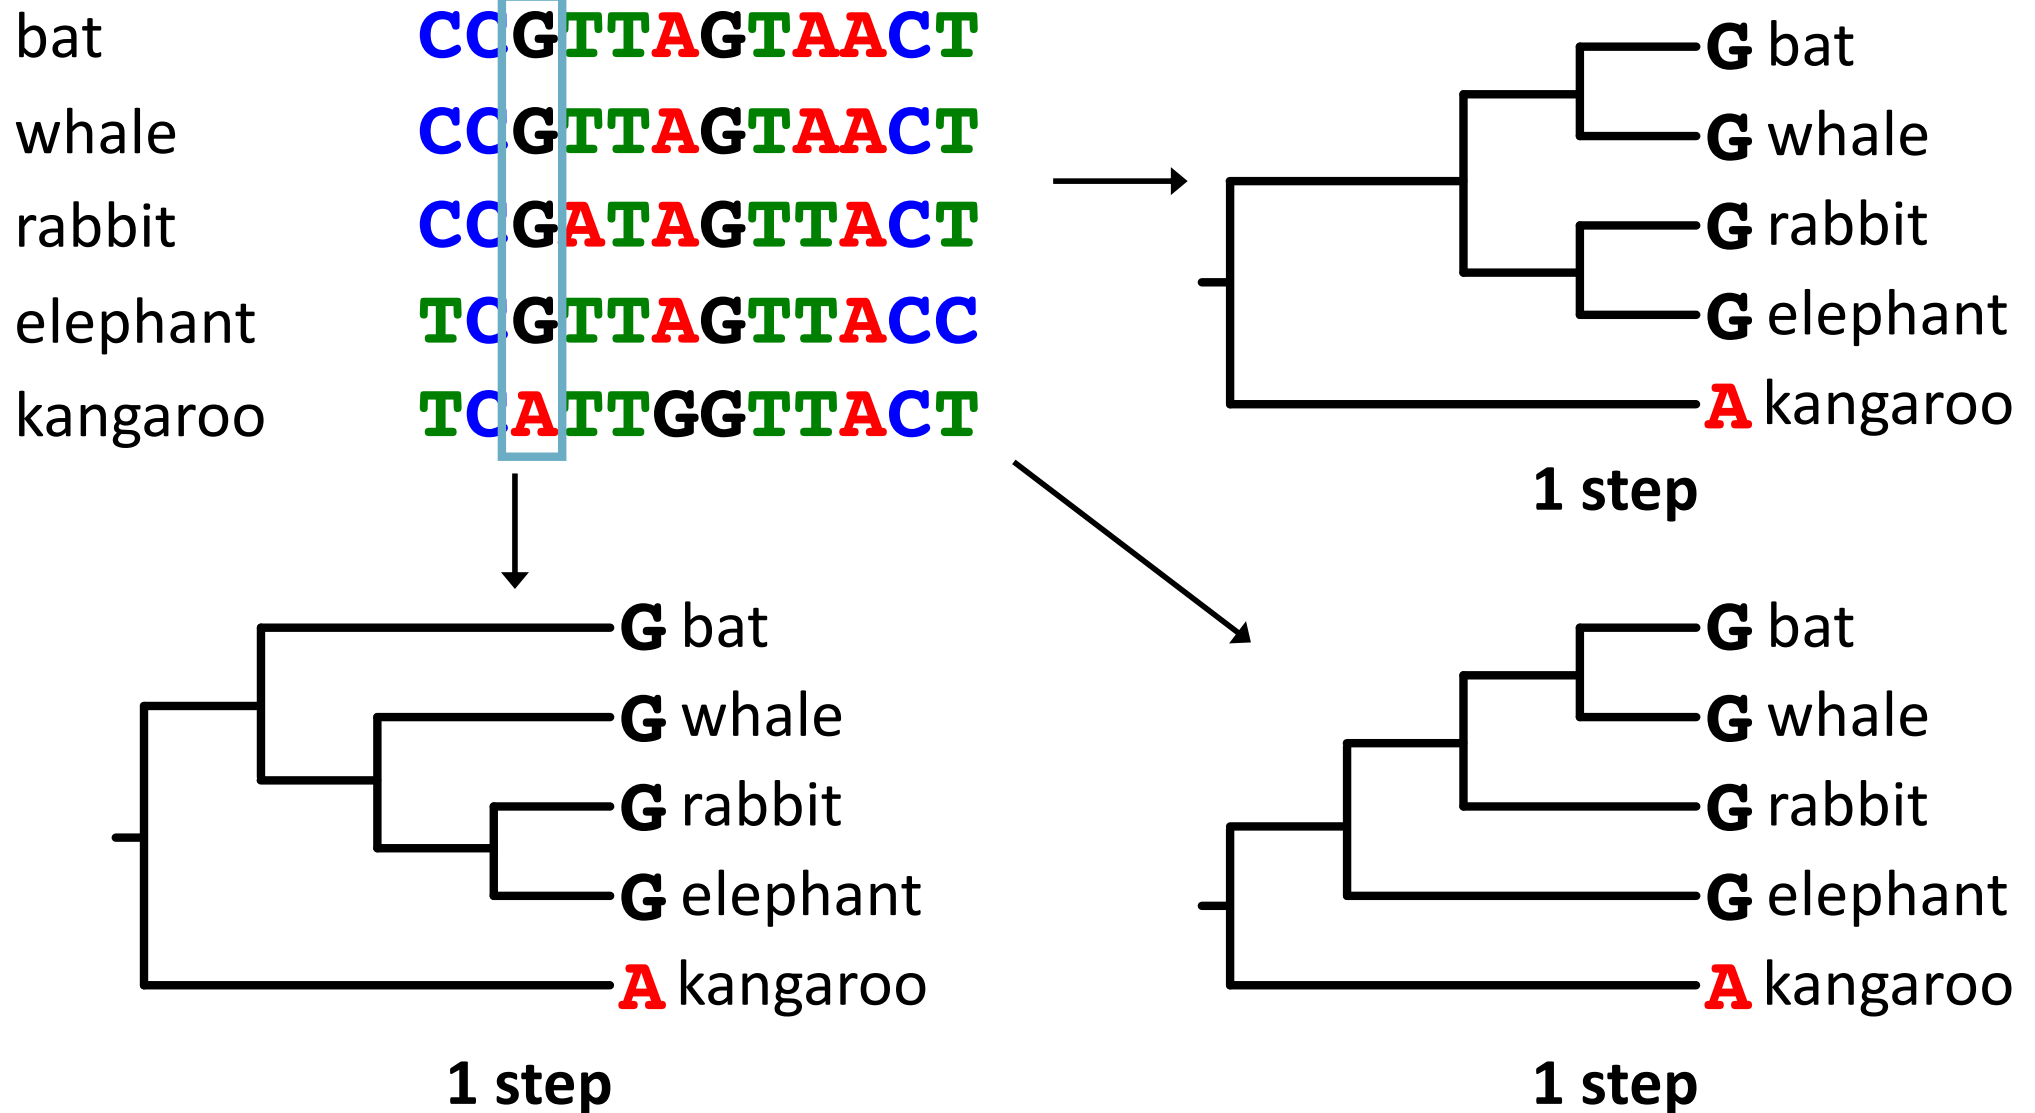 bat CCGTTAGTAACT
whale CCGTTAGTAACT
rabbit CCGATAGTTACT
elephant TCGTTAGTTACC
kangaroo TCATTGGTTACT
G bat
G whale
G rabbit
G elephant
A kangaroo
1 step
G bat
G whale
G rabbit
G elephant
A kangaroo
1 step
G bat
G whale
G rabbit
G elephant
A kangaroo
1 step